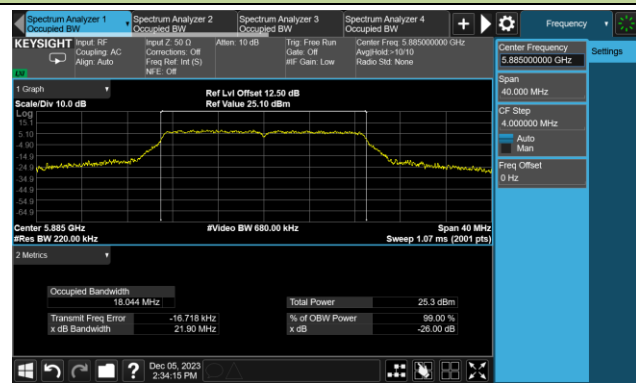 Spectrum Analyzer 1
Occupied BW
Spectrum Analyzer 2
Occupied BW
Spectrum Analyzer 3
Occupied BW
Spectrum Analyzer 4
Occupied BW
+
Frequency
KEYSIGHT
Input: RF
Coupling: AC
Align: Auto
Input Z: 50 Ω
Corrections: Off
Freq Ref: Int (S)
NFE: Off
Atten: 10 dB
Trig: Free Run
Gate: Off
#IF Gain: Low
Center Freq: 5.885000000 GHz
Avg|Hold:>10/10
Radio Std: None
Center Frequency
5.885000000 GHz
Settings
Span
40.000 MHz
CF Step
4.000000 MHz
Auto
Man
Freq Offset
0 Hz
1 Graph
Scale/Div 10.0 dB
Ref Lvl Offset 12.50 dB
Ref Value 25.10 dBm
Log
15.1
5.10
-4.90
-14.9
-24.9
-34.9
-44.9
-54.9
-64.9
Center 5.885 GHz
#Res BW 220.00 kHz
#Video BW 680.00 kHz
Span 40 MHz
Sweep 1.07 ms (2001 pts)
2 Metrics
Occupied Bandwidth
18.044 MHz
Total Power 25.3 dBm
Transmit Freq Error -16.718 kHz
% of OBW Power 99.00 %
x dB Bandwidth 21.90 MHz
x dB -26.00 dB
?
Dec 05, 2023
2:34:15 PM